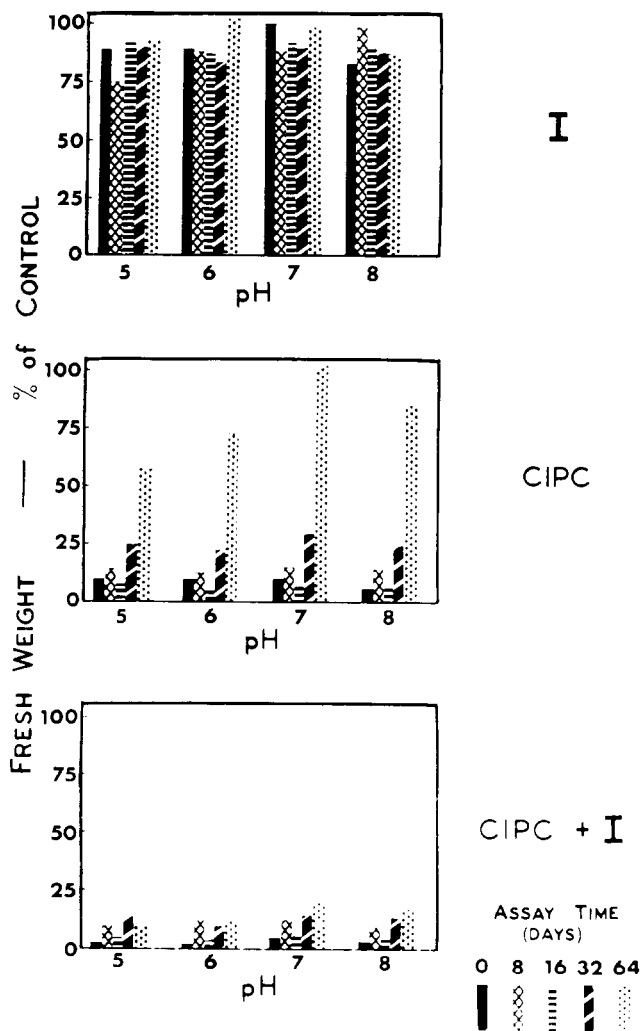 FRESH WEIGHT — % of CONTROL
100
75
50
25
0
5 6 7 8
pH
I
100
75
50
25
0
5 6 7 8
pH
CIPC
100
75
50
25
0
5 6 7 8
pH
CIPC + I
ASSAY TIME
(DAYS)
0 8 16 32 64